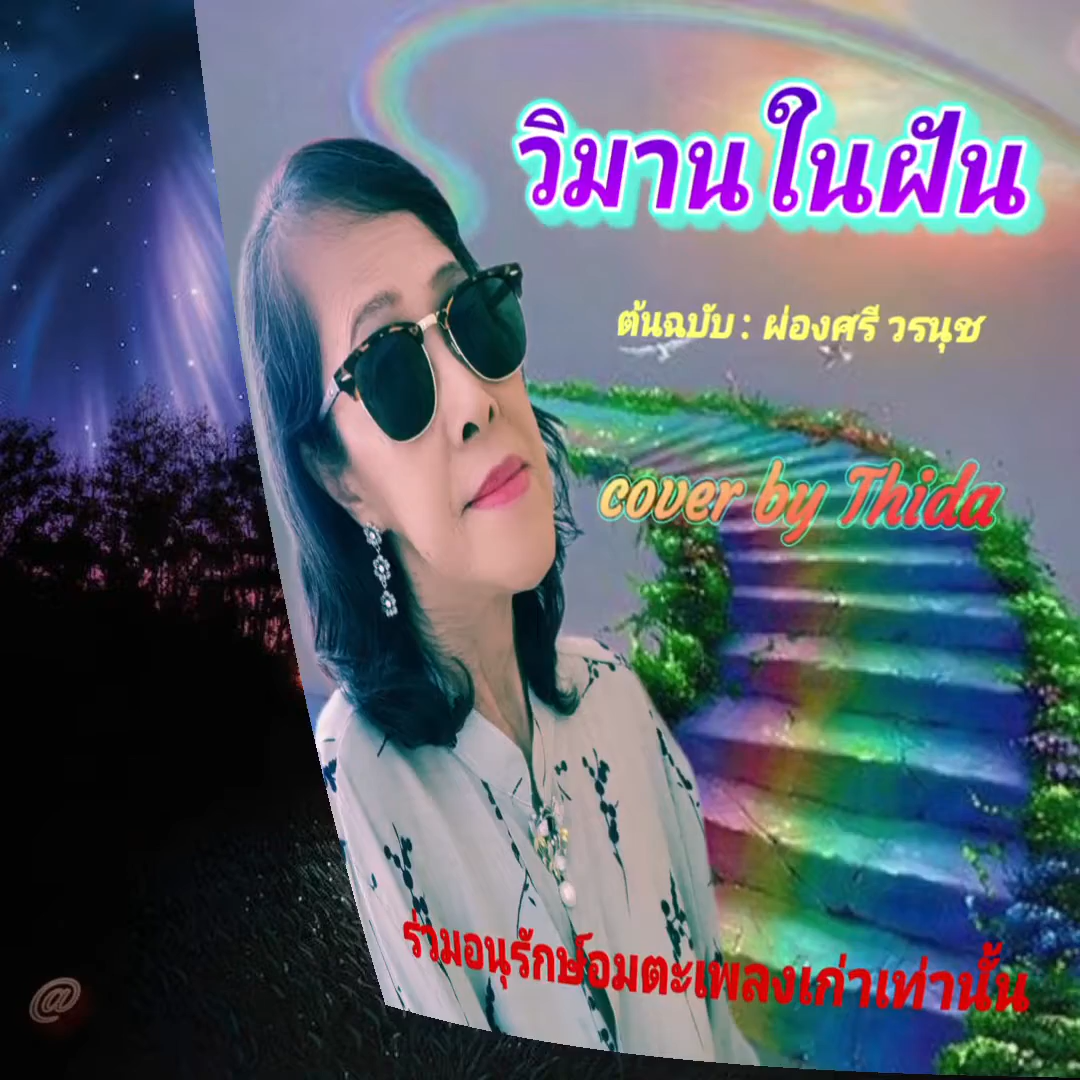 วิมานในฝัน
ต้นฉบับ : ผ่องศรี วรนุช
cover by Thida
ร่วมอนุรักษ์อมตะเพลงเก่าเท่านั้น
@